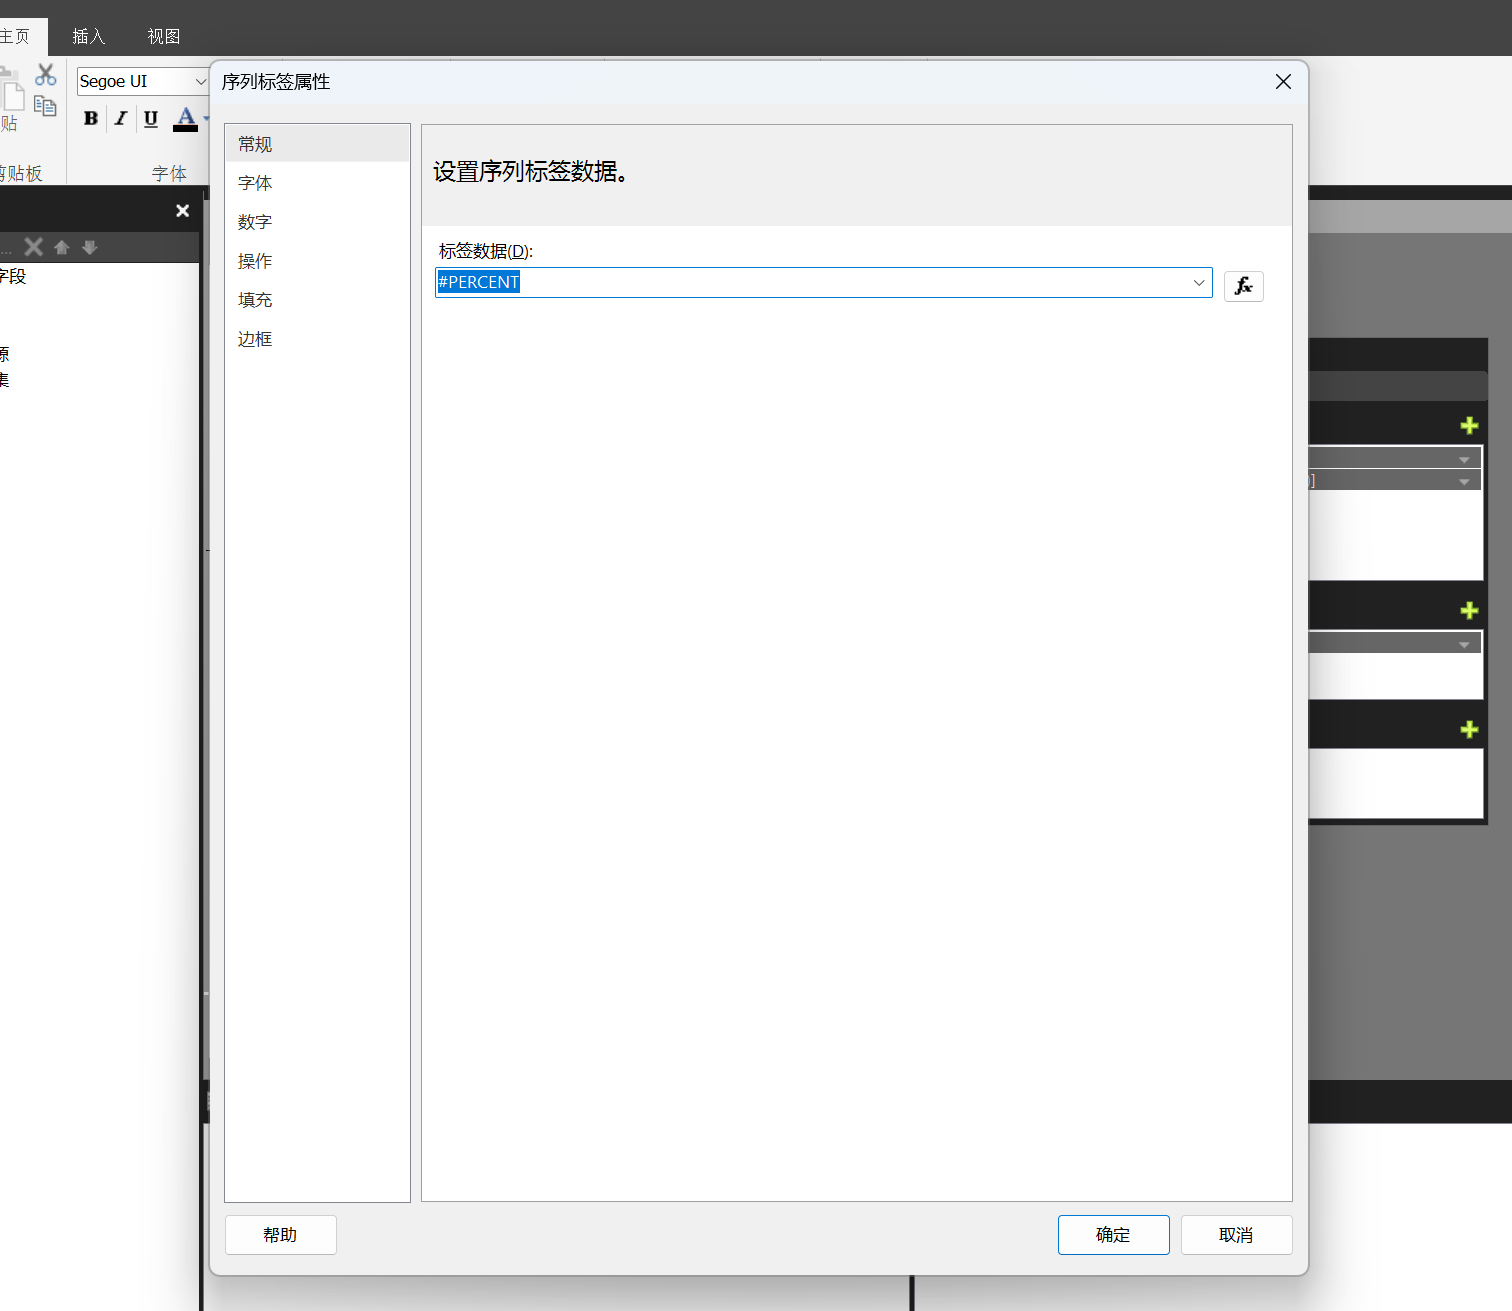 主页 插入 视图
Segoe UI
B I U A
贴
剪贴板 字体
序列标签属性
...
字段
源
集
常规
字体
数字
操作
填充
边框
设置序列标签数据。
标签数据(D):
#PERCENT
fx
)]
帮助
确定
取消